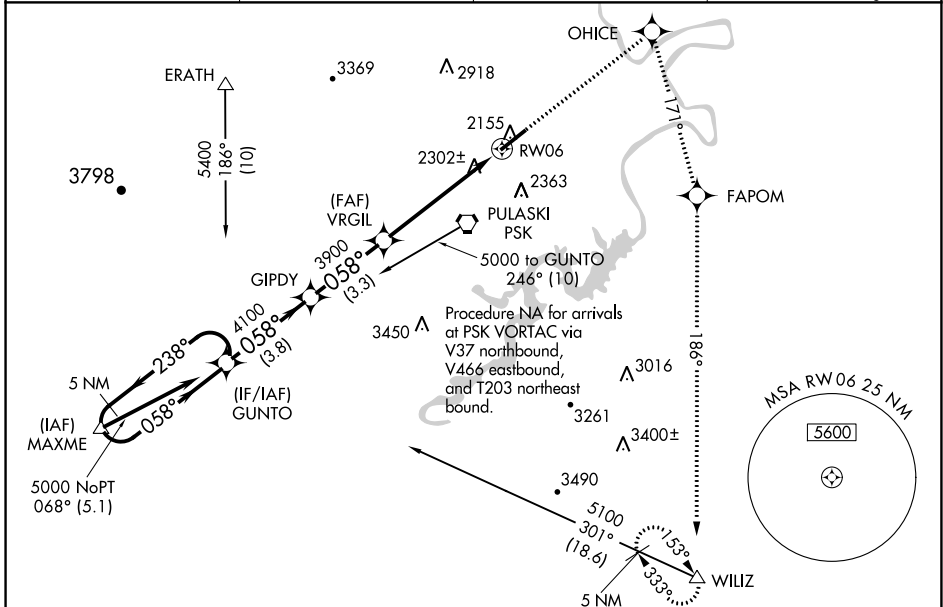 OHICE
ERATH
3369
2918
5400
186°
(10)
2155
RW06
2302±
3798
2363
171°
(FAF)
VRGIL
PULASKI
PSK
FAPOM
3900
058°
(3.3)
5000 to GUNTO
246° (10)
GIPDY
4100
058°
(3.8)
3450
Procedure NA for arrivals
at PSK VORTAC via
V37 northbound,
V466 eastbound,
and T203 northeast
bound.
186°
238°
5 NM
058°
(IF/IAF)
GUNTO
3016
(IAF)
MAXME
3261
MSA RW06 25 NM
5600
3400±
5000 NoPT
068° (5.1)
3490
5100
301°
(18.6)
153°
333°
WILIZ
5 NM